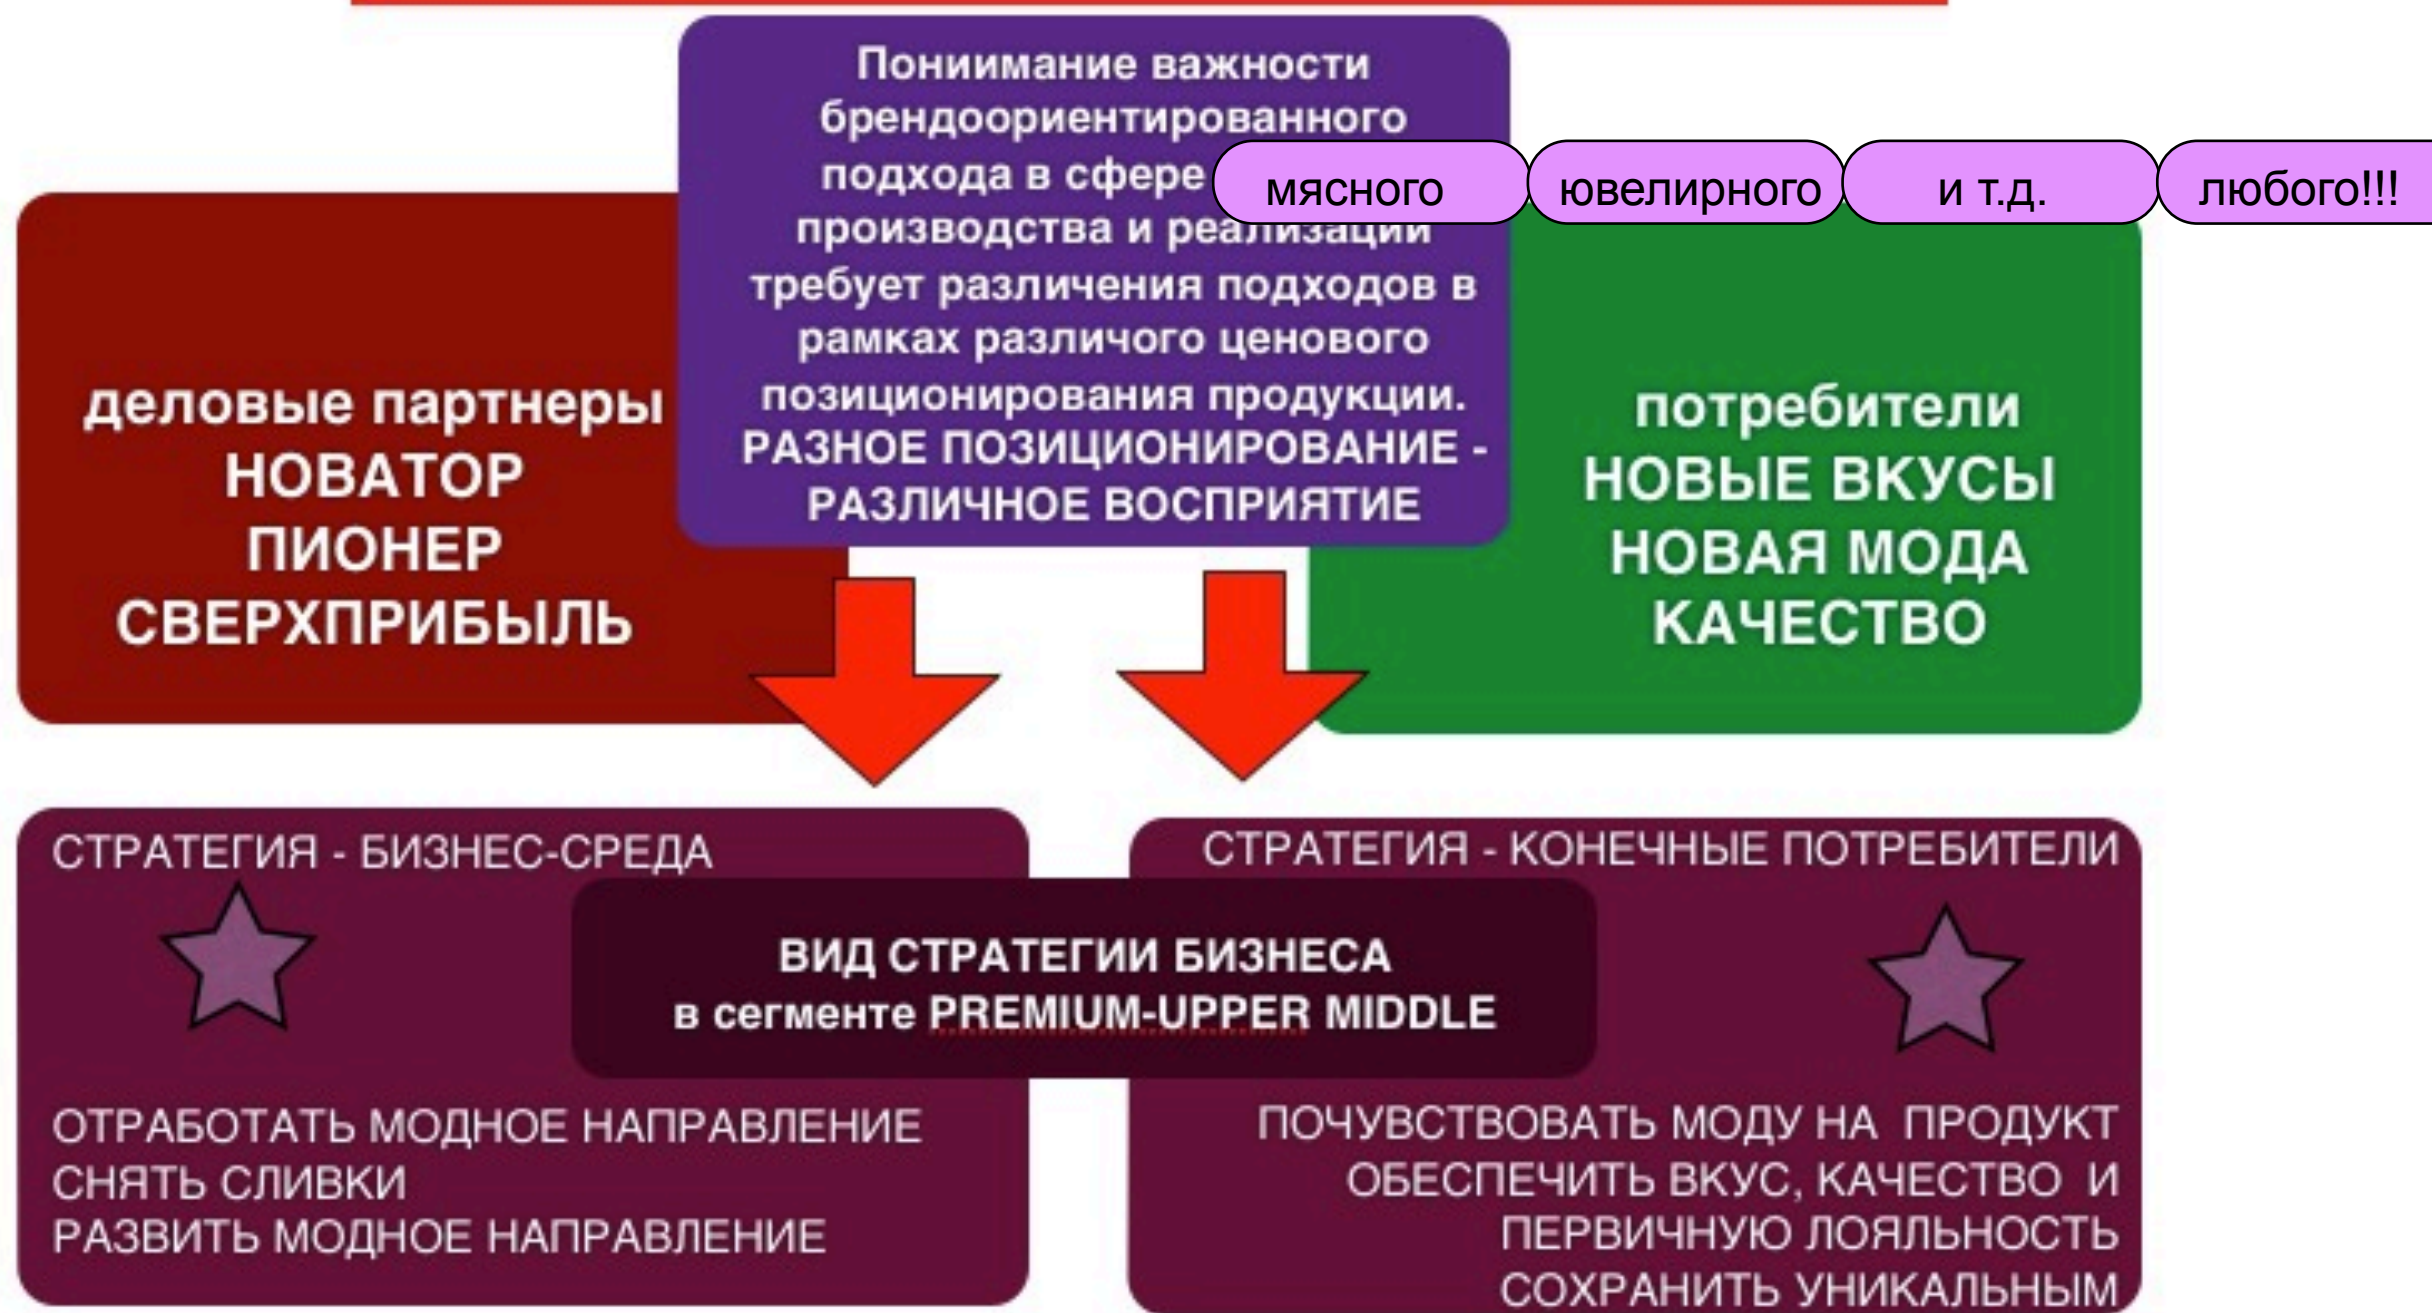 Пониимание важности
брендоориентированного
подхода в сфере мясного ювелирного и т.д. любого!!!
производства и реализации
требует различения подходов в
рамках различого ценового
позиционирования продукции.
РАЗНОЕ ПОЗИЦИОНИРОВАНИЕ -
РАЗЛИЧНОЕ ВОСПРИЯТИЕ
деловые партнеры
НОВАТОР
ПИОНЕР
СВЕРХПРИБЫЛЬ
потребители
НОВЫЕ ВКУСЫ
НОВАЯ МОДА
КАЧЕСТВО
СТРАТЕГИЯ - БИЗНЕС-СРЕДА
СТРАТЕГИЯ - КОНЕЧНЫЕ ПОТРЕБИТЕЛИ
ВИД СТРАТЕГИИ БИЗНЕСА
в сегменте PREMIUM-UPPER MIDDLE
ОТРАБОТАТЬ МОДНОЕ НАПРАВЛЕНИЕ
СНЯТЬ СЛИВКИ
РАЗВИТЬ МОДНОЕ НАПРАВЛЕНИЕ
ПОЧУВСТВОВАТЬ МОДУ НА ПРОДУКТ
ОБЕСПЕЧИТЬ ВКУС, КАЧЕСТВО И
ПЕРВИЧНУЮ ЛОЯЛЬНОСТЬ
СОХРАНИТЬ УНИКАЛЬНЫМ